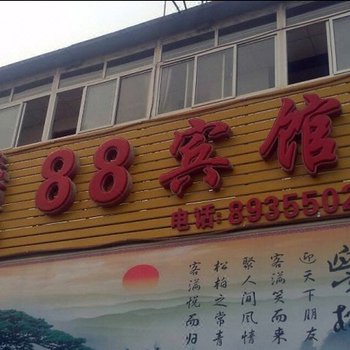 88宾馆
电话:8935502
迎天下朋友
客满笑而来
聚人间风情
松柏之常青
客满悦而归